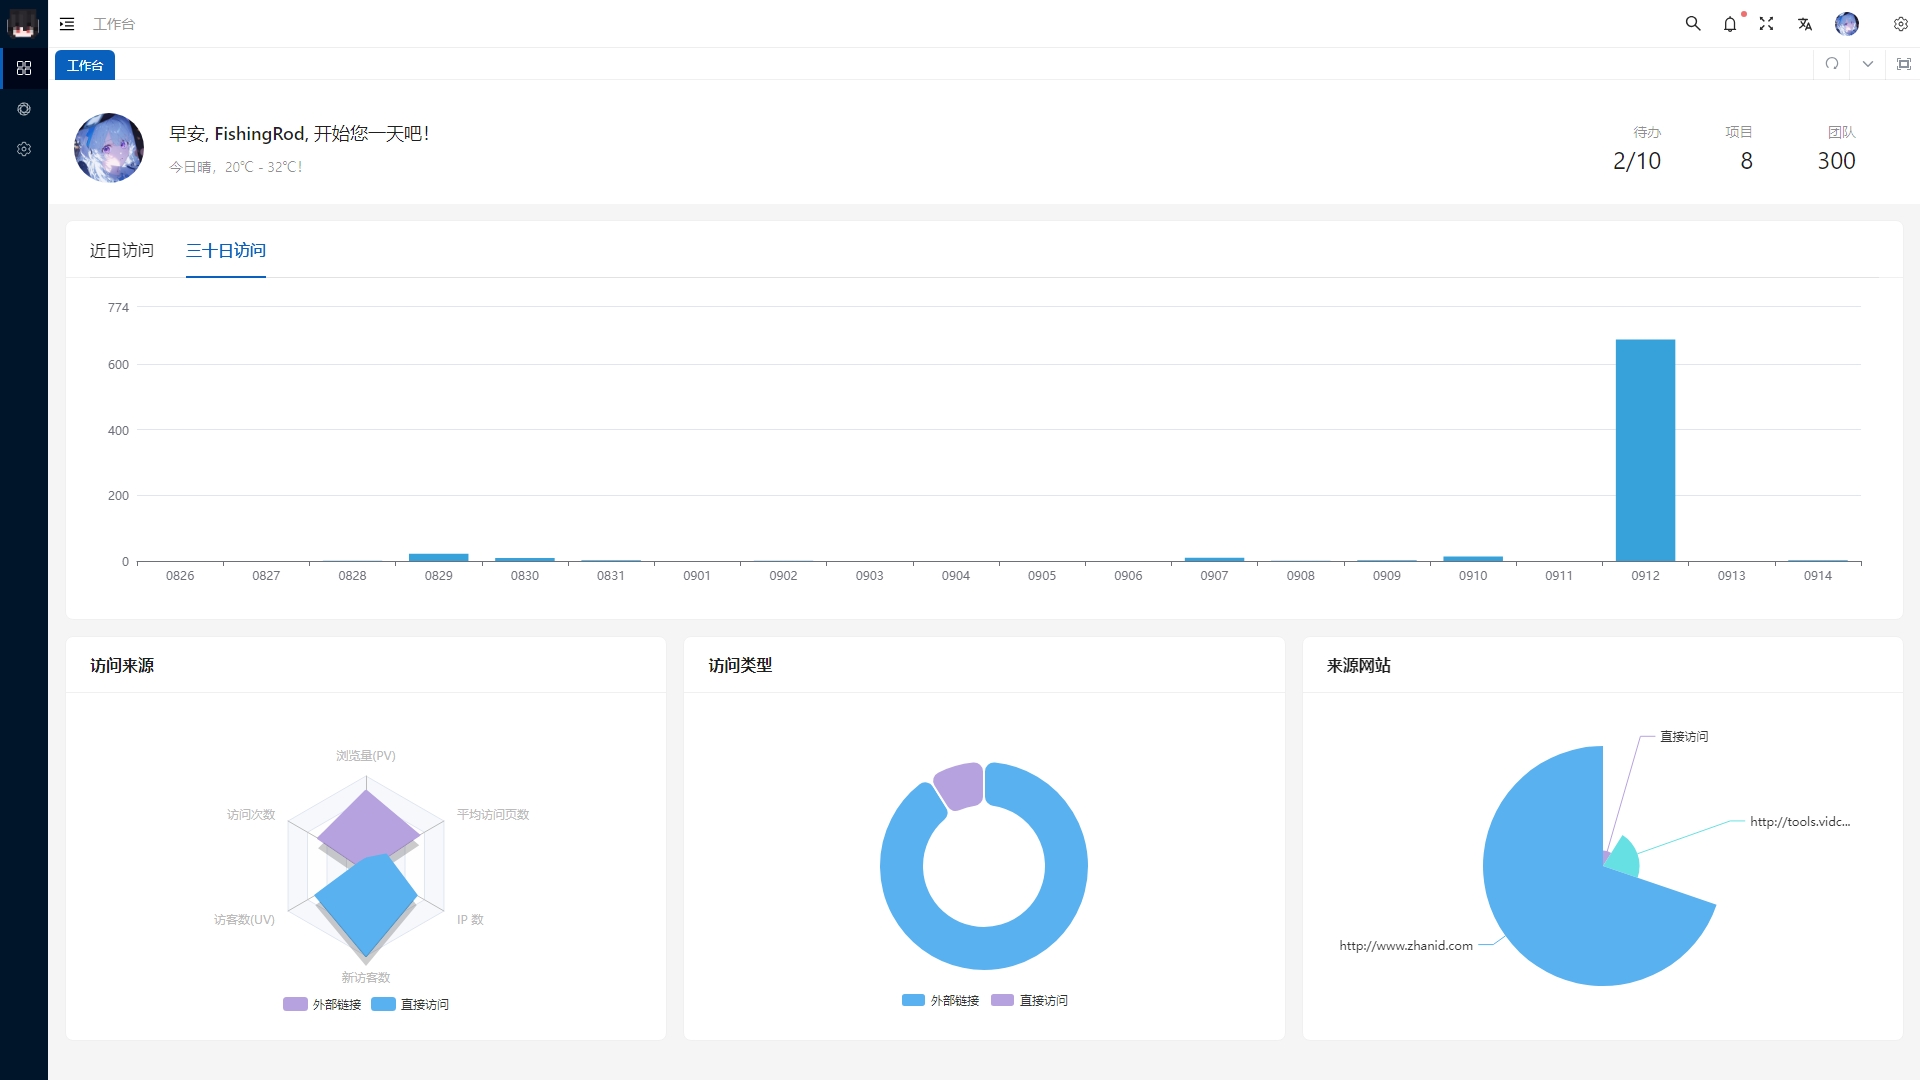 工作台
工作台
早安, FishingRod, 开始您一天吧!
今日晴，20℃ - 32℃!
待办 项目 团队
2/10 8 300
近日访问 三十日访问
774
600
400
200
0
0826 0827 0828 0829 0830 0831 0901 0902 0903 0904 0905 0906 0907 0908 0909 0910 0911 0912 0913 0914
访问来源
浏览量(PV)
访问次数 平均访问页数
访客数(UV) IP 数
新访客数
外部链接 直接访问
访问类型
外部链接 直接访问
来源网站
直接访问
http://tools.vidc...
http://www.zhanid.com